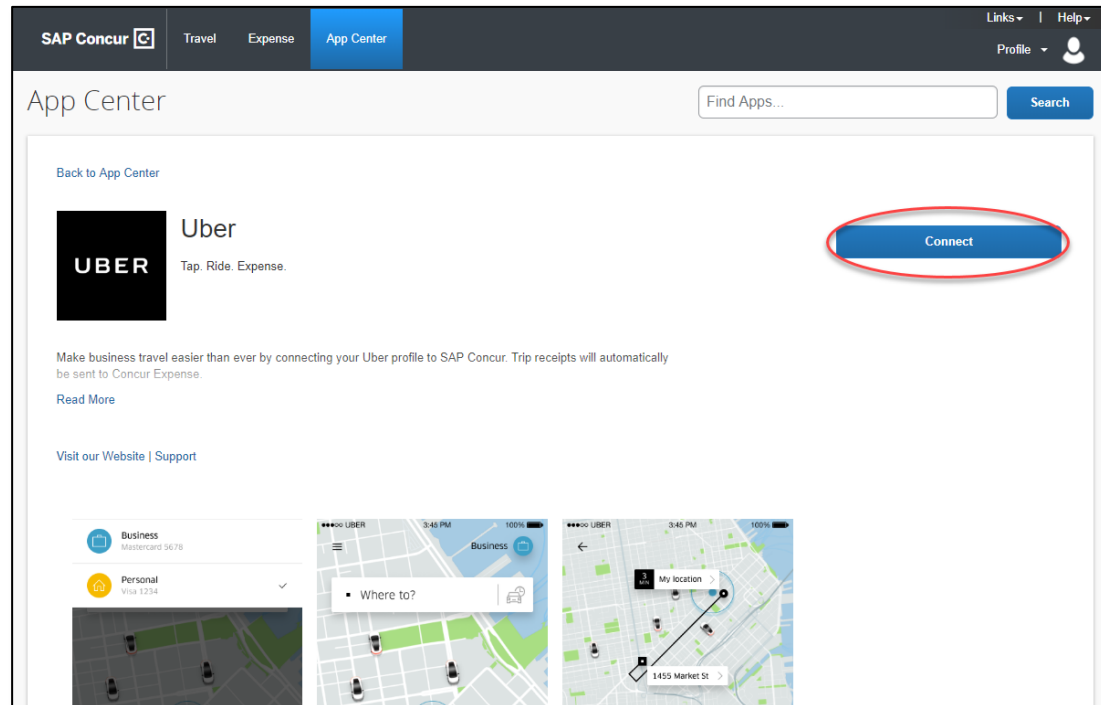 Links | Help
SAP Concur C Travel Expense App Center
Profile
App Center
Find Apps...
Search
Back to App Center
UBER
Uber
Tap. Ride. Expense.
Connect
Make business travel easier than ever by connecting your Uber profile to SAP Concur. Trip receipts will automatically
be sent to Concur Expense.
Read More
Visit our Website | Support
Business
Mastercard 5678
Personal
Visa 1234
UBER 3:45 PM 100%
Business
Where to?
UBER 3:45 PM 100%
3 MIN My location
1455 Market St